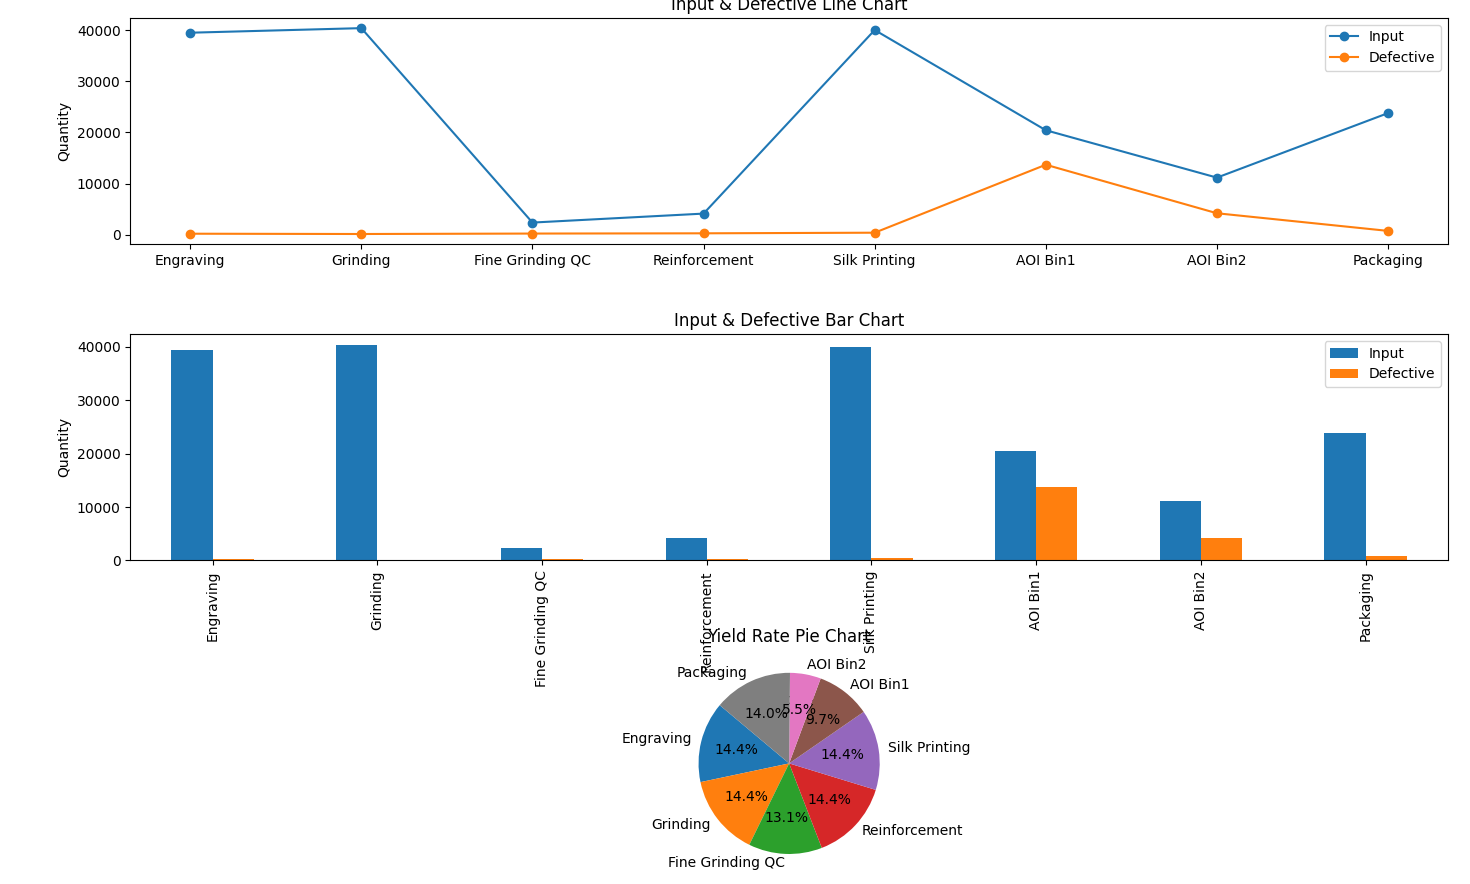 Input & Defective Line Chart
40000
30000
20000
10000
0
Quantity
Input
Defective
Engraving
Grinding
Fine Grinding QC
Reinforcement
Silk Printing
AOI Bin1
AOI Bin2
Packaging
Input & Defective Bar Chart
40000
30000
20000
10000
0
Quantity
Input
Defective
Engraving
Grinding
Fine Grinding QC
Reinforcement
Silk Printing
AOI Bin1
AOI Bin2
Packaging
Yield Rate Pie Chart
Packaging
AOI Bin2
AOI Bin1
14.0%
5.5%
9.7%
Engraving
14.4%
14.4%
Silk Printing
14.4%
14.4%
Grinding
13.1%
Reinforcement
Fine Grinding QC